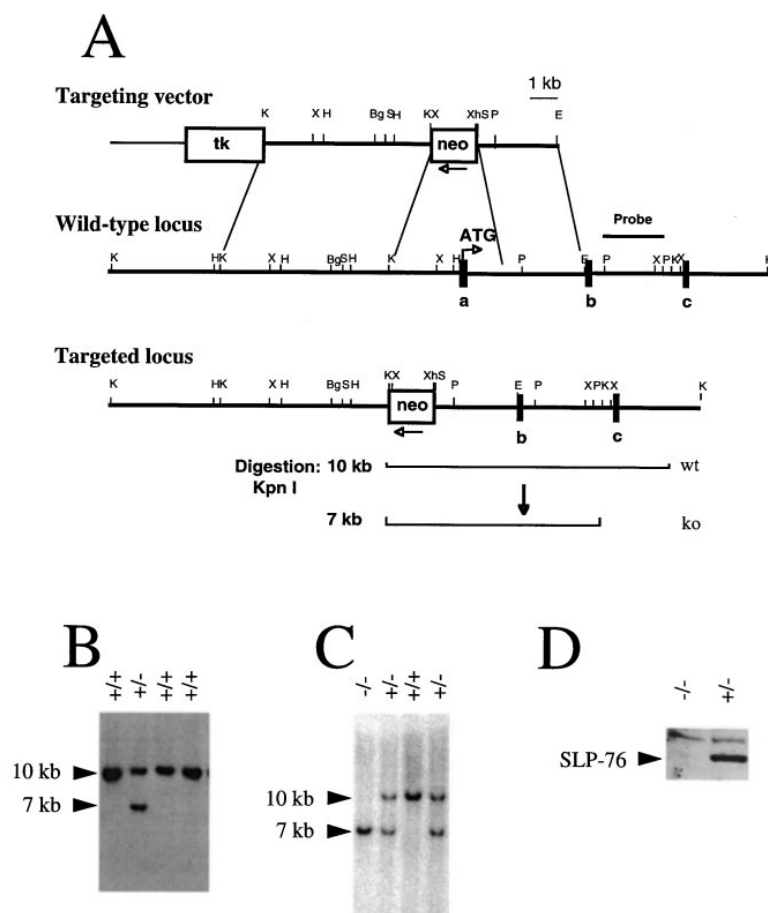 A
Targeting vector
1 kb
K X H Bg S H K X Xh S P E
tk neo
Wild-type locus
Probe
ATG
K H K X H Bg S H K X H P E P X P K X K
a b c
Targeted locus
K H K X H Bg S H K X Xh S P E P X P K X K
neo
b c
Digestion: 10 kb wt
Kpn I
7 kb ko
B
+/+ +/- +/+ +/+
10 kb
7 kb
C
-/- +/- +/+ +/-
10 kb
7 kb
D
-/- +/-
SLP-76